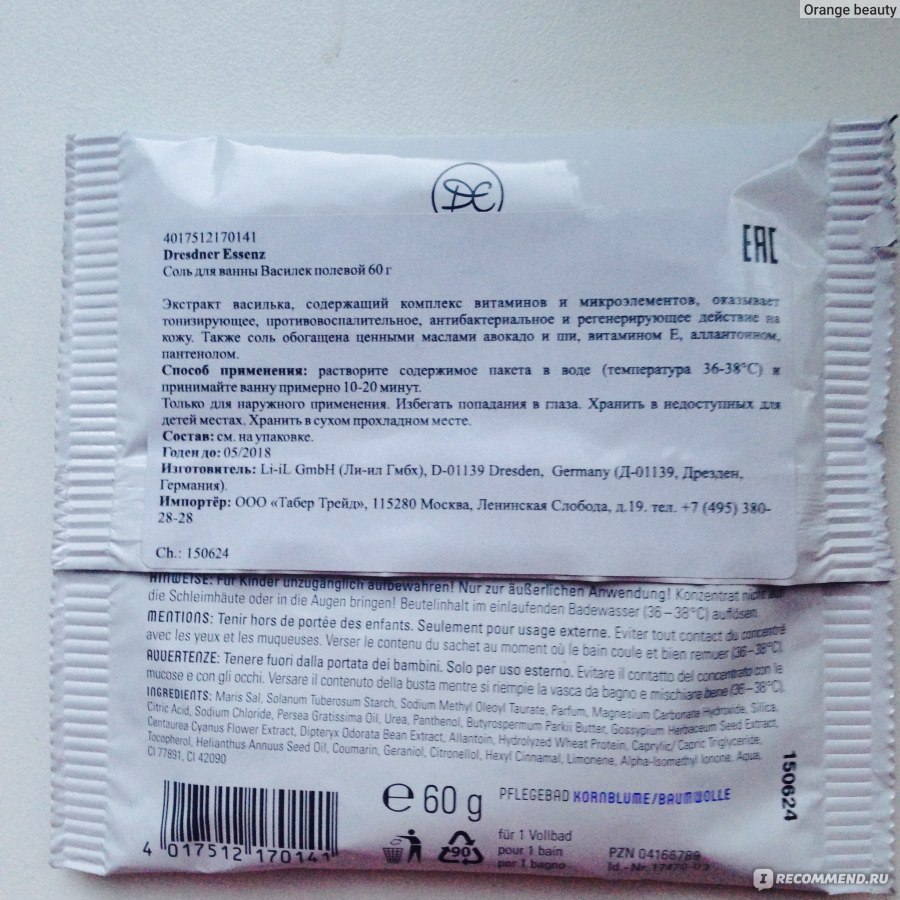 Orange beauty
DC
4017512170141
EAC
Dresdner Essenz
Соль для ванны Василек полевой 60 г
Экстракт василька, содержащий комплекс витаминов и микроэлементов, оказывает
тонизирующее, противовоспалительное, антибактериальное и регенерирующее действие на
кожу. Также соль обогащена ценными маслами авокадо и ши, витамином Е, аллантоином,
пантенолом.
Способ применения: растворите содержимое пакета в воде (температура 36-38°С) и
принимайте ванну примерно 10-20 минут.
Только для наружного применения. Избегать попадания в глаза. Хранить в недоступных для
детей местах. Хранить в сухом прохладном месте.
Состав: см. на упаковке.
Годен до: 05/2018
Изготовитель: Li-iL GmbH (Ли-ил Гмбх), D-01139 Dresden, Germany (Д-01139, Дрезден,
Германия).
Импортёр: ООО «Табер Трейд», 115280 Москва, Ленинская Слобода, д.19. тел. +7 (495) 380-
28-28
Ch.: 150624
HINWEISE: Für Kinder unzugänglich aufbewahren! Nur zur äußerlichen Anwendung! Konzentrat nicht auf
die Schleimhäute oder in die Augen bringen! Beutelinhalt im einlaufenden Badewasser (36–38°C) auflösen.
MENTIONS: Tenir hors de portée des enfants. Seulement pour usage externe. Eviter tout contact du concentré
avec les yeux et les muqueuses. Verser le contenu du sachet au moment où le bain coule et bien remuer (36–38°C).
AVVERTENZE: Tenere fuori dalla portata dei bambini. Solo per uso esterno. Evitare il contatto del concentrato con le
mucose e con gli occhi. Versare il contenuto della busta mentre si riempie la vasca da bagno e mischiare bene (36–38°C).
INGREDIENTS: Maris Sal, Solanum Tuberosum Starch, Sodium Methyl Oleoyl Taurate, Parfum, Magnesium Carbonate Hydroxide, Silica,
Citric Acid, Sodium Chloride, Persea Gratissima Oil, Urea, Panthenol, Butyrospermum Parkii Butter, Gossypium Herbaceum Seed Extract,
Centaurea Cyanus Flower Extract, Dipteryx Odorata Bean Extract, Allantoin, Hydrolyzed Wheat Protein, Caprylic/ Capric Triglyceride,
Tocopherol, Helianthus Annuus Seed Oil, Coumarin, Geraniol, Citronellol, Hexyl Cinnamal, Limonene, Alpha-Isomethyl Ionone, Aqua,
CI 77891, CI 42090
150624
e 60 g
PFLEGEBAD KORNBLUME/BAUMWOLLE
4 017512 170141
90
für 1 Vollbad
pour 1 bain
per 1 bagno
PZN 04166789
Id - Nr. 17470-03
IRECOMMEND.RU